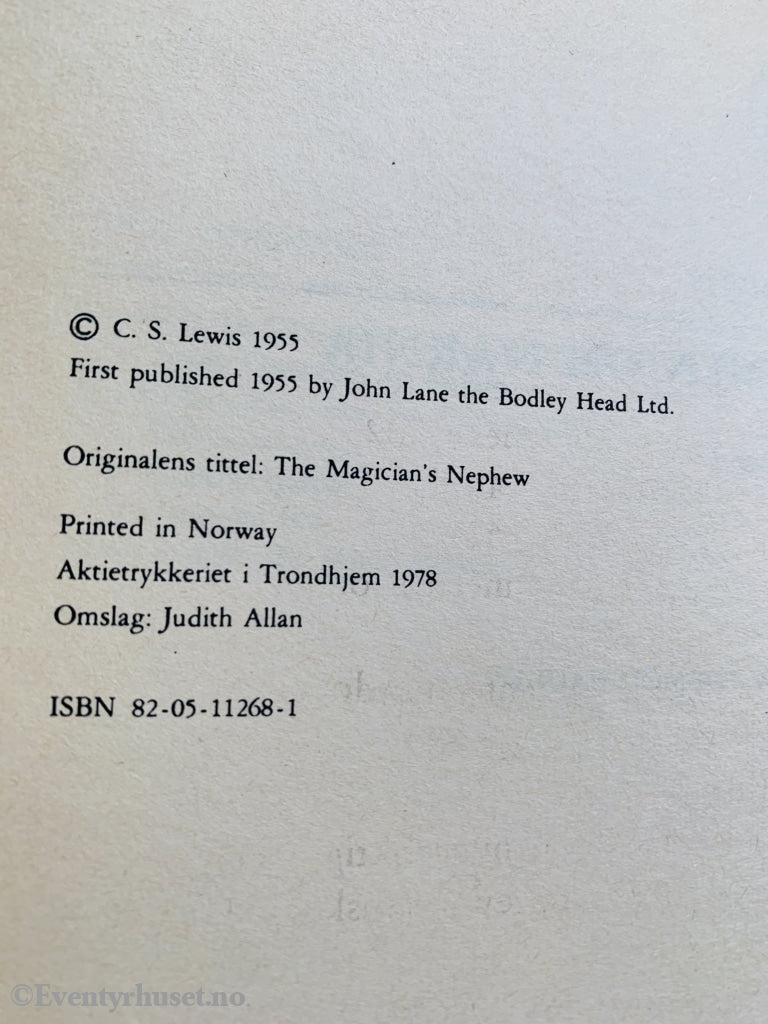 © C. S. Lewis 1955
First published 1955 by John Lane the Bodley Head Ltd.
Originalens tittel: The Magician's Nephew
Printed in Norway
Aktietrykkeriet i Trondhjem 1978
Omslag: Judith Allan
ISBN 82-05-11268-1
©Eventyrhuset.no